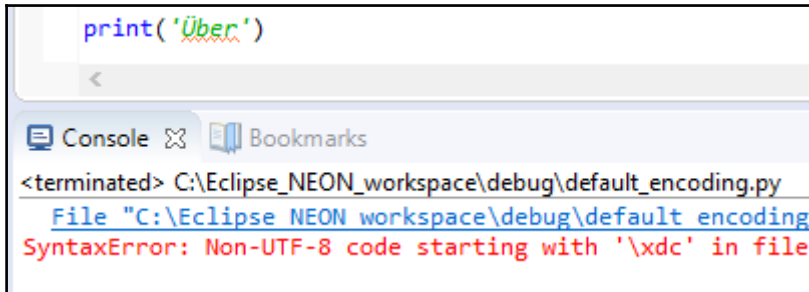 print('Über')
Console Bookmarks
<terminated> C:\Eclipse_NEON_workspace\debug\default_encoding.py
File "C:\Eclipse_NEON_workspace\debug\default_encoding
SyntaxError: Non-UTF-8 code starting with '\xdc' in file